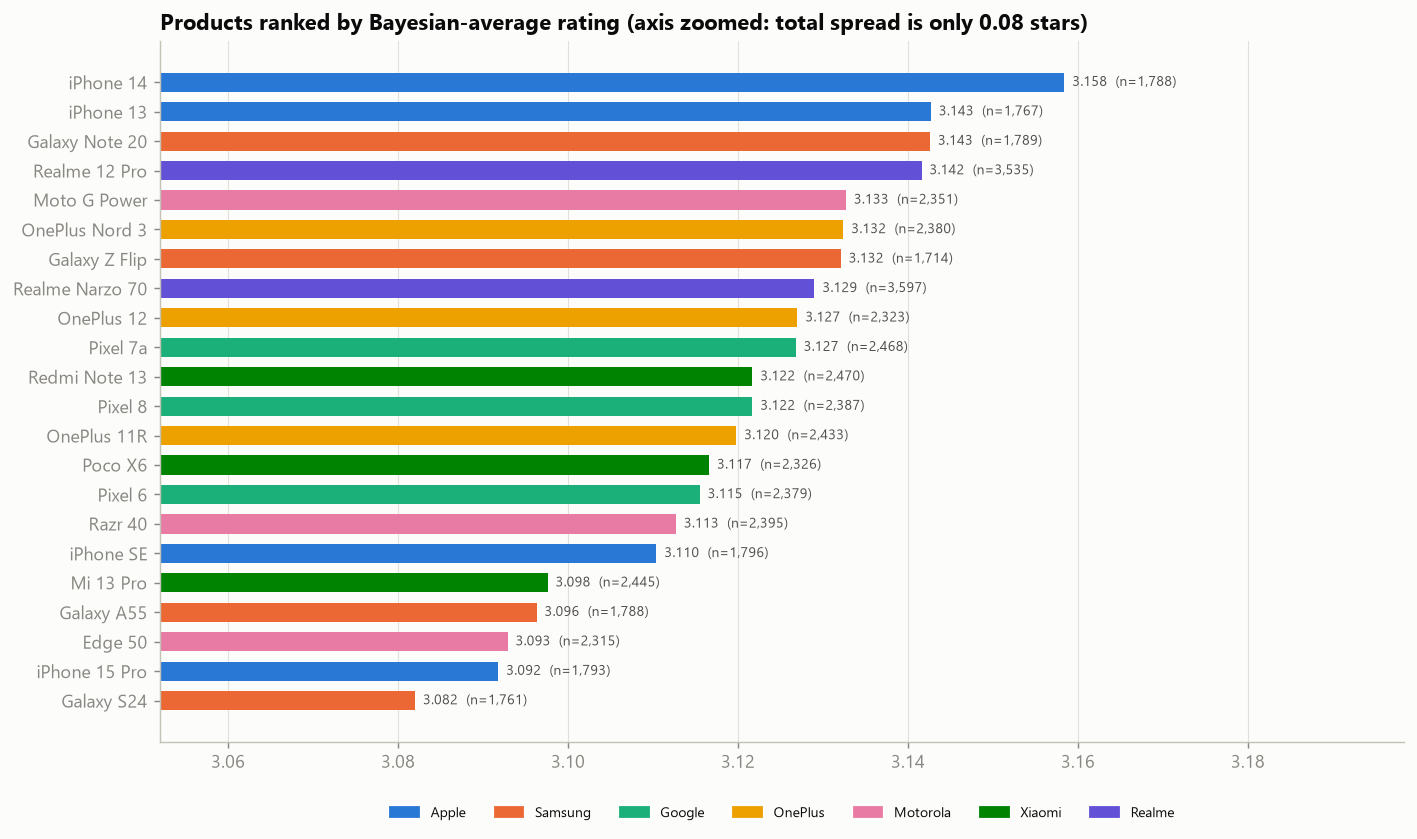 Products ranked by Bayesian-average rating (axis zoomed: total spread is only 0.08 stars)
iPhone 14 3.158 (n=1,788)
iPhone 13 3.143 (n=1,767)
Galaxy Note 20 3.143 (n=1,789)
Realme 12 Pro 3.142 (n=3,535)
Moto G Power 3.133 (n=2,351)
OnePlus Nord 3 3.132 (n=2,380)
Galaxy Z Flip 3.132 (n=1,714)
Realme Narzo 70 3.129 (n=3,597)
OnePlus 12 3.127 (n=2,323)
Pixel 7a 3.127 (n=2,468)
Redmi Note 13 3.122 (n=2,470)
Pixel 8 3.122 (n=2,387)
OnePlus 11R 3.120 (n=2,433)
Poco X6 3.117 (n=2,326)
Pixel 6 3.115 (n=2,379)
Razr 40 3.113 (n=2,395)
iPhone SE 3.110 (n=1,796)
Mi 13 Pro 3.098 (n=2,445)
Galaxy A55 3.096 (n=1,788)
Edge 50 3.093 (n=2,315)
iPhone 15 Pro 3.092 (n=1,793)
Galaxy S24 3.082 (n=1,761)
3.06 3.08 3.10 3.12 3.14 3.16 3.18
Apple Samsung Google OnePlus Motorola Xiaomi Realme